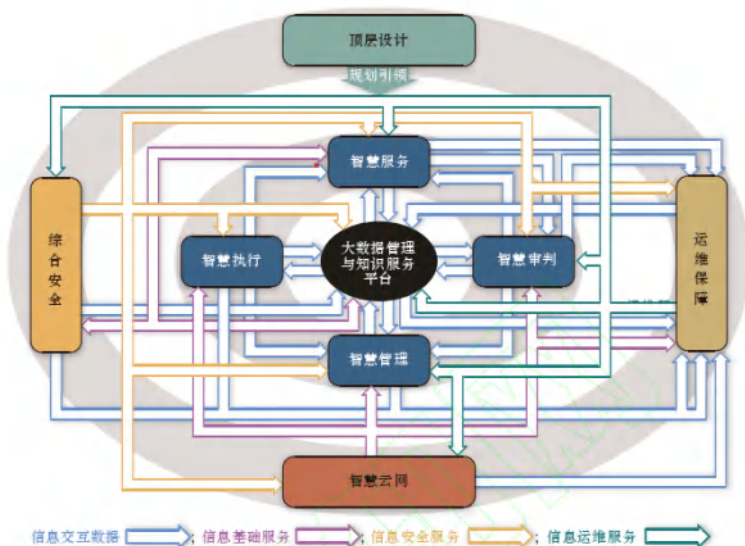 顶层设计
规划引领
智慧服务
综合安全
智慧执行
大数据管理
与知识服务
平台
智慧审判
运维保障
智慧管理
智慧云网
信息交互数据 ; 信息基础服务 ; 信息安全服务 ; 信息运维服务